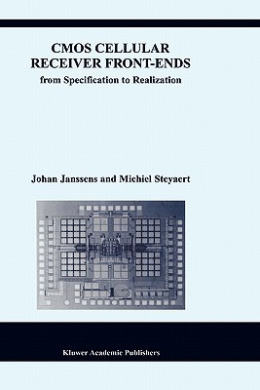 CMOS CELLULAR
RECEIVER FRONT-ENDS
from Specification to Realization
Johan Janssens and Michiel Steyaert
Kluwer Academic Publishers